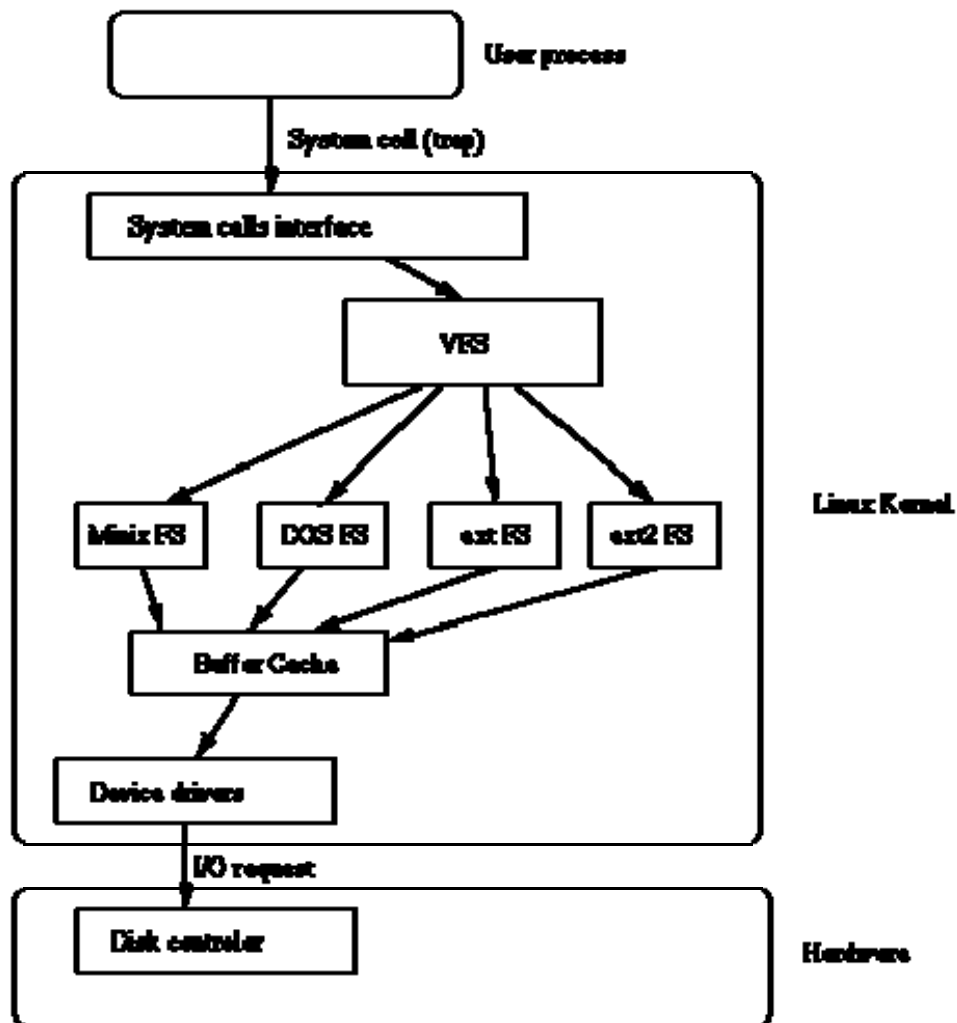 User process
System call (trap)
System calls interface
VFS
Linux Kernel
Minix FS
DOS FS
ext FS
ext2 FS
Buffer Cache
Device drivers
I/O request
Disk controler
Hardware